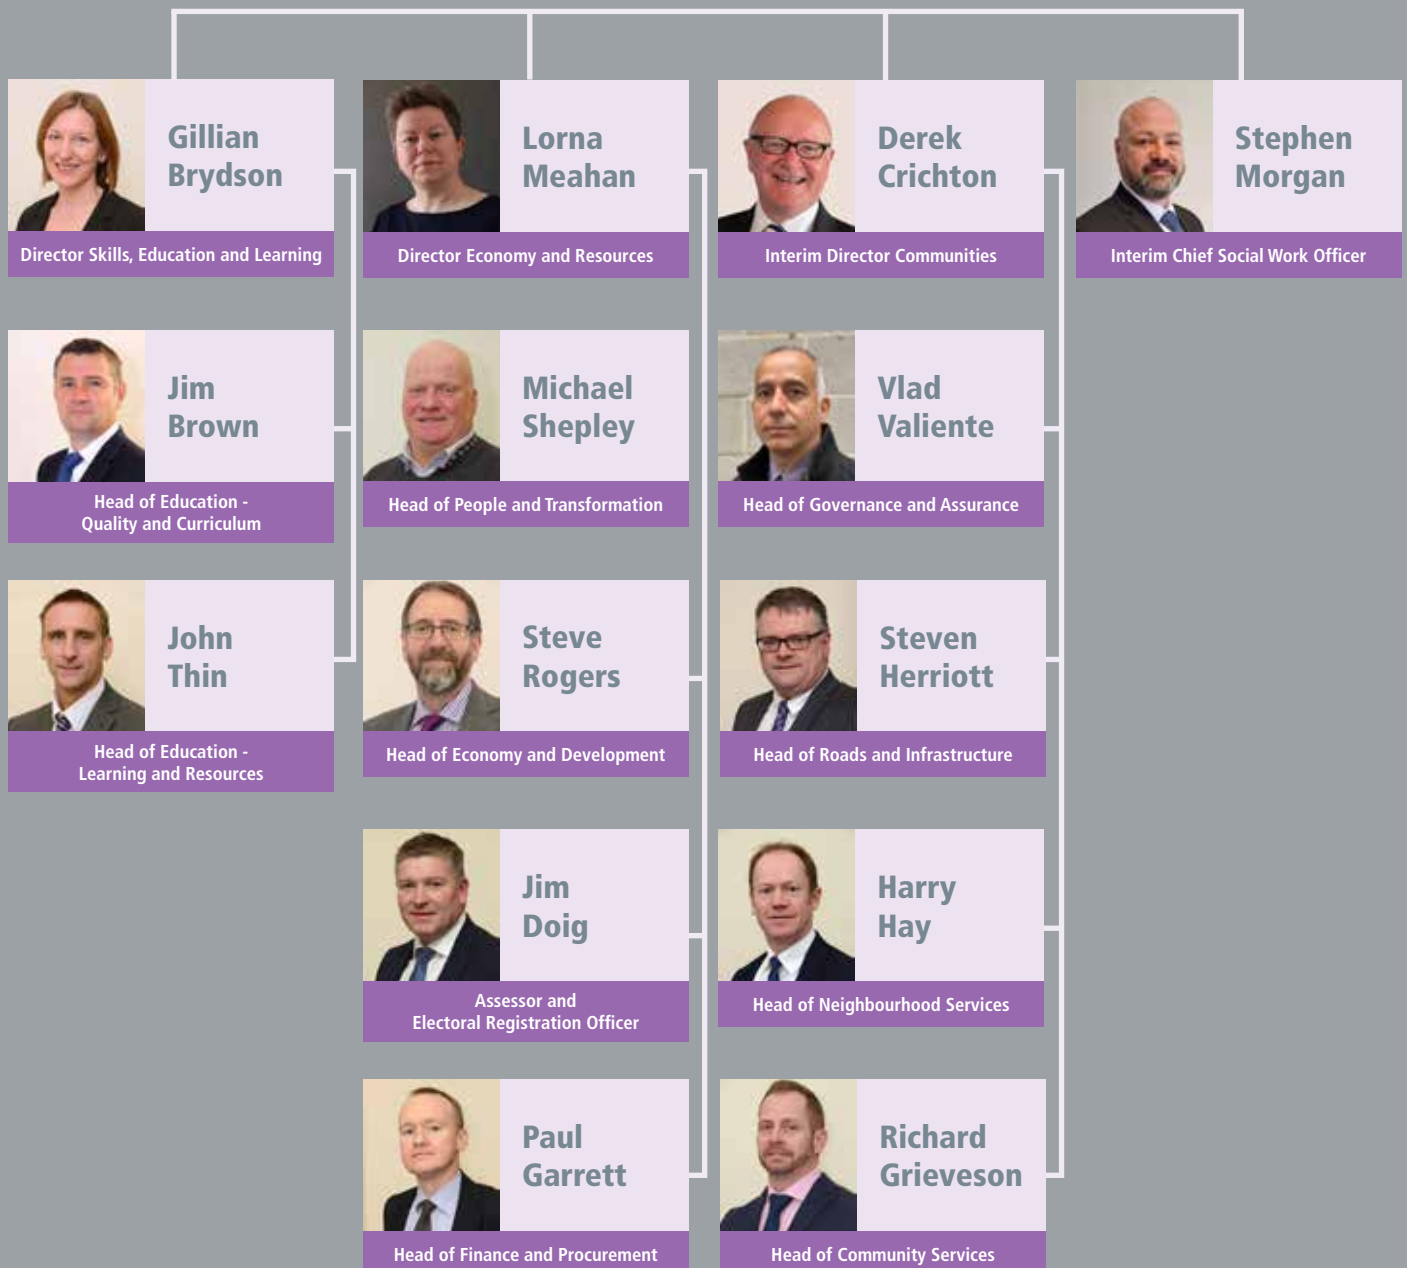 Gillian
Brydson
Director Skills, Education and Learning
Lorna
Meahan
Director Economy and Resources
Derek
Crichton
Interim Director Communities
Stephen
Morgan
Interim Chief Social Work Officer
Jim
Brown
Head of Education -
Quality and Curriculum
Michael
Shepley
Head of People and Transformation
Vlad
Valiente
Head of Governance and Assurance
John
Thin
Head of Education -
Learning and Resources
Steve
Rogers
Head of Economy and Development
Steven
Herriott
Head of Roads and Infrastructure
Jim
Doig
Assessor and
Electoral Registration Officer
Harry
Hay
Head of Neighbourhood Services
Paul
Garrett
Head of Finance and Procurement
Richard
Grieveson
Head of Community Services